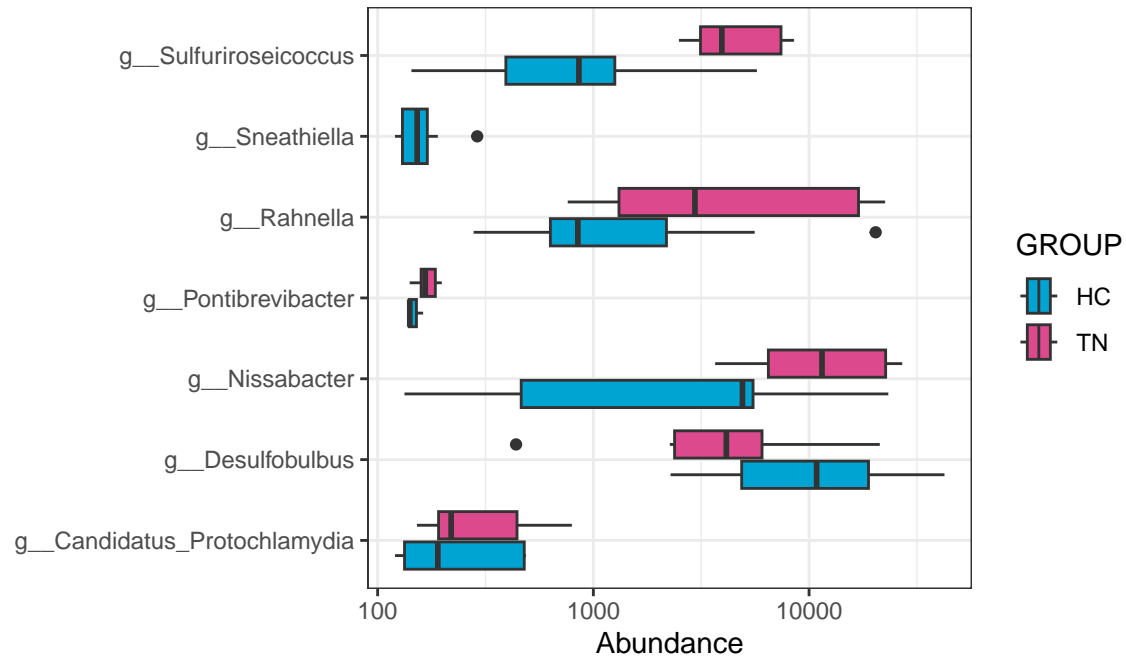 g__Sulfuriroseicoccus
g__Sneathiella
g__Rahnella
g__Pontibrevibacter
g__Nissabacter
g__Desulfobulbus
g__Candidatus_Protochlamydia
100
1000
10000
Abundance
GROUP
HC
TN